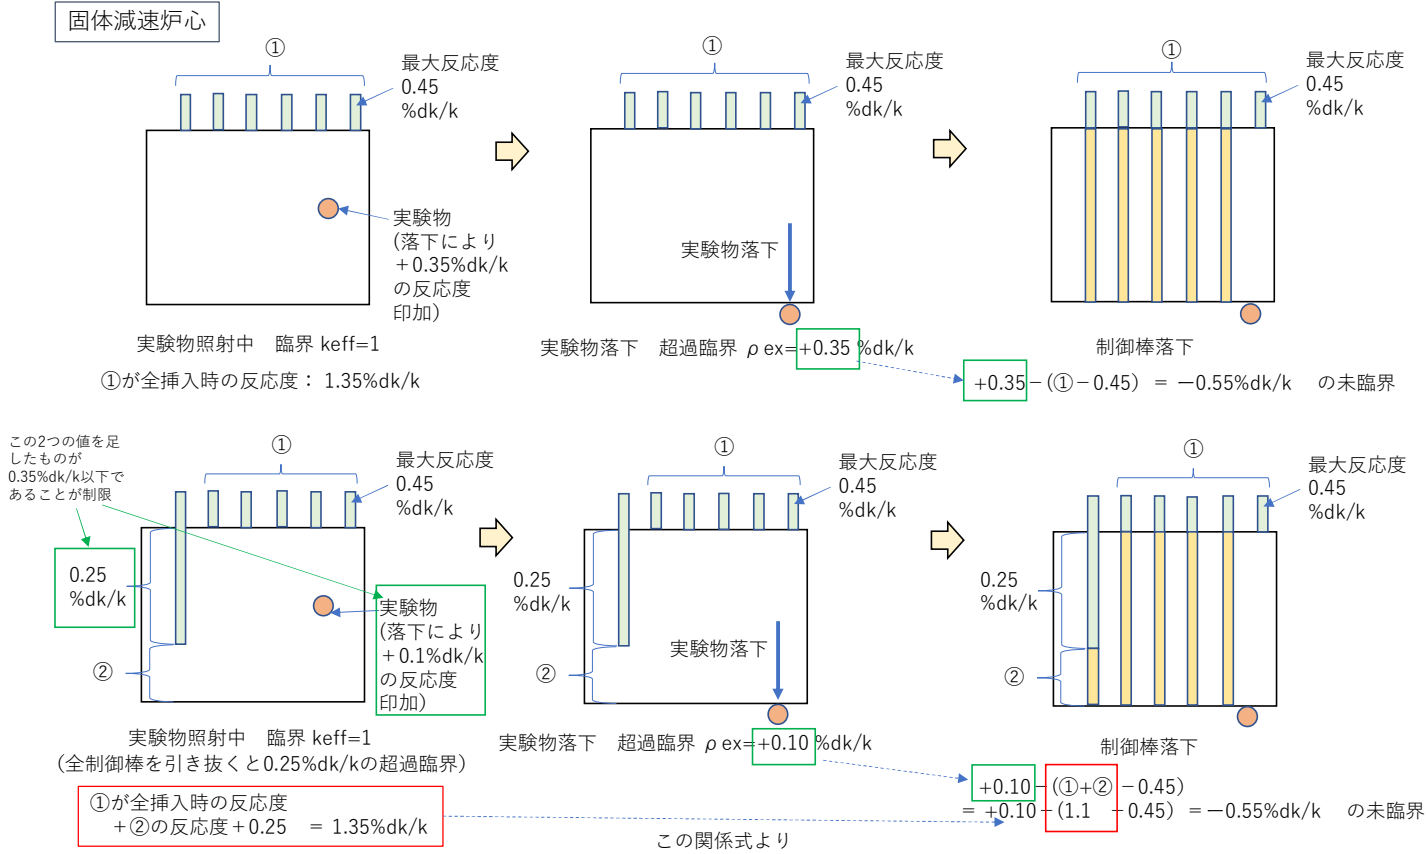 固体減速炉心
①
最大反応度
0.45
%dk/k
実験物
(落下により
+0.35%dk/k
の反応度
印加)
実験物照射中 臨界 keff=1
①が全挿入時の反応度： 1.35%dk/k
①
最大反応度
0.45
%dk/k
実験物落下
実験物落下 超過臨界 ρex=+0.35 %dk/k
①
最大反応度
0.45
%dk/k
制御棒落下
+0.35－(①－0.45) = －0.55%dk/k の未臨界
この2つの値を足
したものが
0.35%dk/k以下で
あることが制限
①
最大反応度
0.45
%dk/k
0.25
%dk/k
②
実験物
(落下により
+0.1%dk/k
の反応度
印加)
実験物照射中 臨界 keff=1
(全制御棒を引き抜くと0.25%dk/kの超過臨界)
①が全挿入時の反応度
+②の反応度+0.25 = 1.35%dk/k
①
最大反応度
0.45
%dk/k
0.25
%dk/k
②
実験物落下
実験物落下 超過臨界 ρex=+0.10 %dk/k
この関係式より
①
最大反応度
0.45
%dk/k
0.25
%dk/k
②
制御棒落下
+0.10－(①+②－0.45)
= +0.10－(1.1 －0.45) = －0.55%dk/k の未臨界